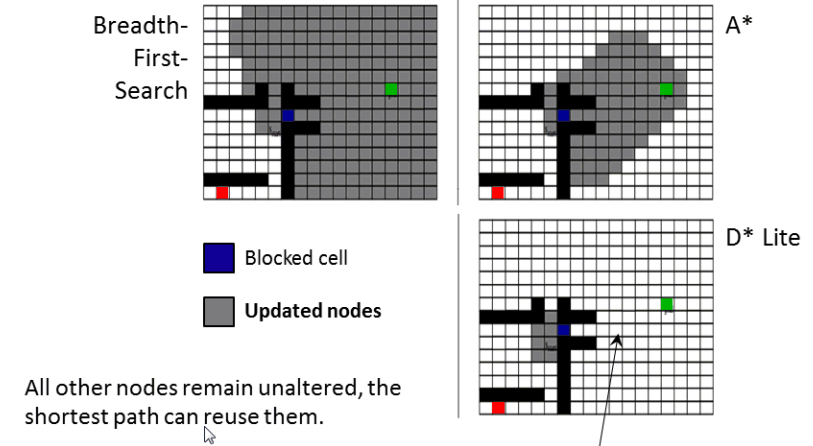 Breadth-
First-
Search
A*
D* Lite
Blocked cell
Updated nodes
All other nodes remain unaltered, the
shortest path can reuse them.